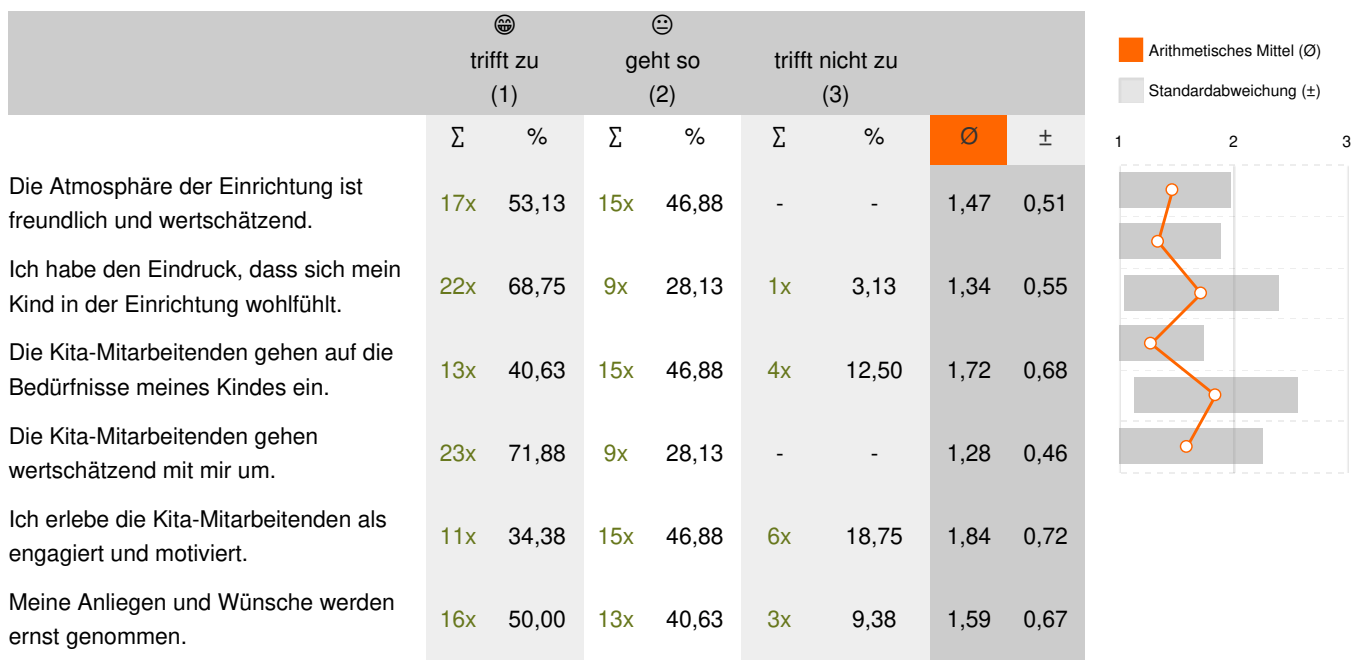 😁 😐
trifft zu geht so trifft nicht zu
(1) (2) (3)
∑ % ∑ % ∑ % Ø ±
Die Atmosphäre der Einrichtung ist
freundlich und wertschätzend.
17x 53,13 15x 46,88 - - 1,47 0,51
Ich habe den Eindruck, dass sich mein
Kind in der Einrichtung wohlfühlt.
22x 68,75 9x 28,13 1x 3,13 1,34 0,55
Die Kita-Mitarbeitenden gehen auf die
Bedürfnisse meines Kindes ein.
13x 40,63 15x 46,88 4x 12,50 1,72 0,68
Die Kita-Mitarbeitenden gehen
wertschätzend mit mir um.
23x 71,88 9x 28,13 - - 1,28 0,46
Ich erlebe die Kita-Mitarbeitenden als
engagiert und motiviert.
11x 34,38 15x 46,88 6x 18,75 1,84 0,72
Meine Anliegen und Wünsche werden
ernst genommen.
16x 50,00 13x 40,63 3x 9,38 1,59 0,67
Arithmetisches Mittel (Ø)
Standardabweichung (±)
1 2 3